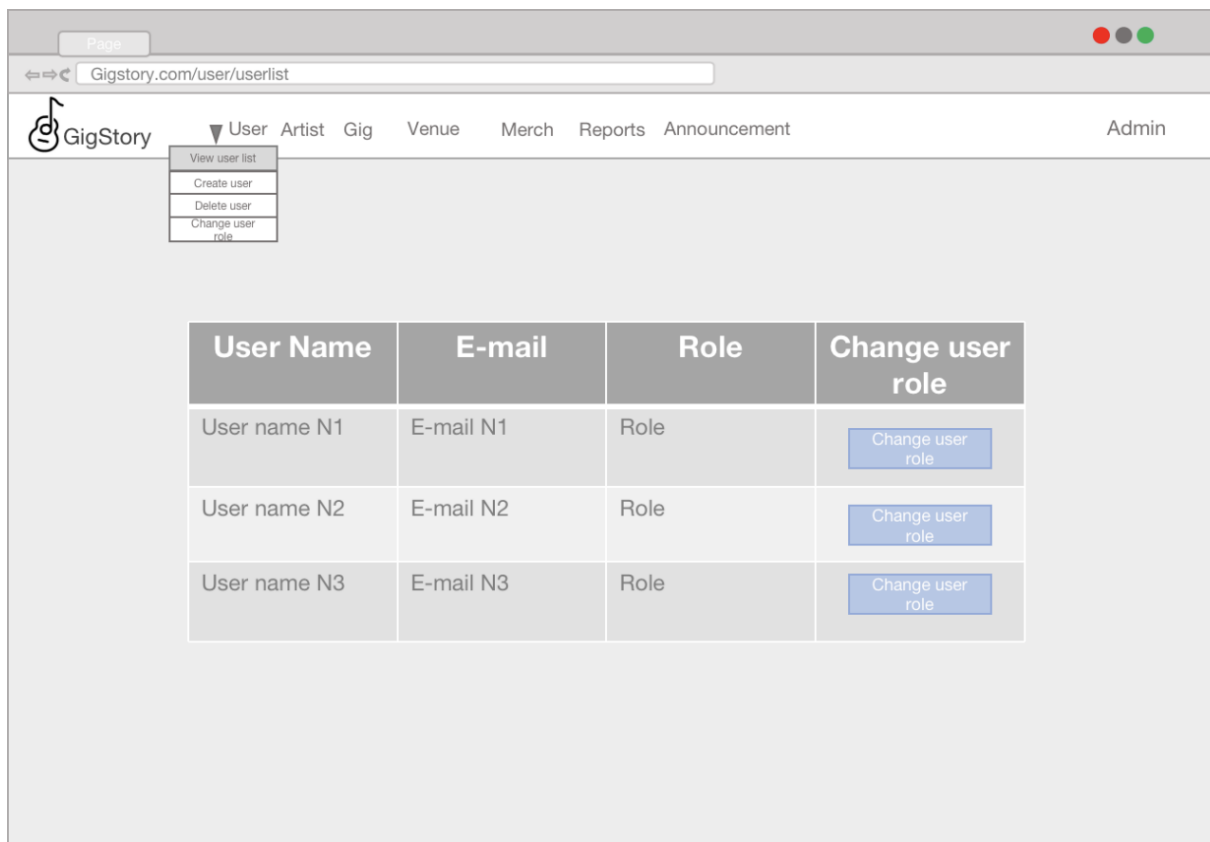 Page
Gigstory.com/user/userlist
GigStory User Artist Gig Venue Merch Reports Announcement Admin
View user list
Create user
Delete user
Change user
role
User Name E-mail Role Change user
role
User name N1 E-mail N1 Role Change user
role
User name N2 E-mail N2 Role Change user
role
User name N3 E-mail N3 Role Change user
role